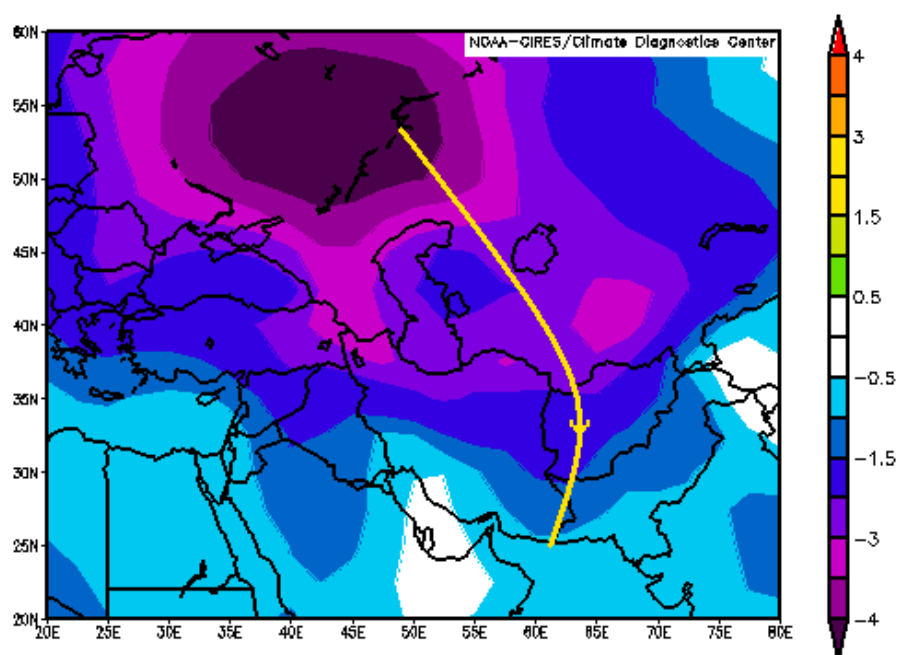 NOAA-CIRES/Climate Diagnostics Center
60N
55N
50N
45N
40N
35N
30N
25N
20N
20E 25E 30E 35E 40E 45E 50E 55E 60E 65E 70E 75E 80E
4
3
1.5
0.5
-0.5
-1.5
-3
-4